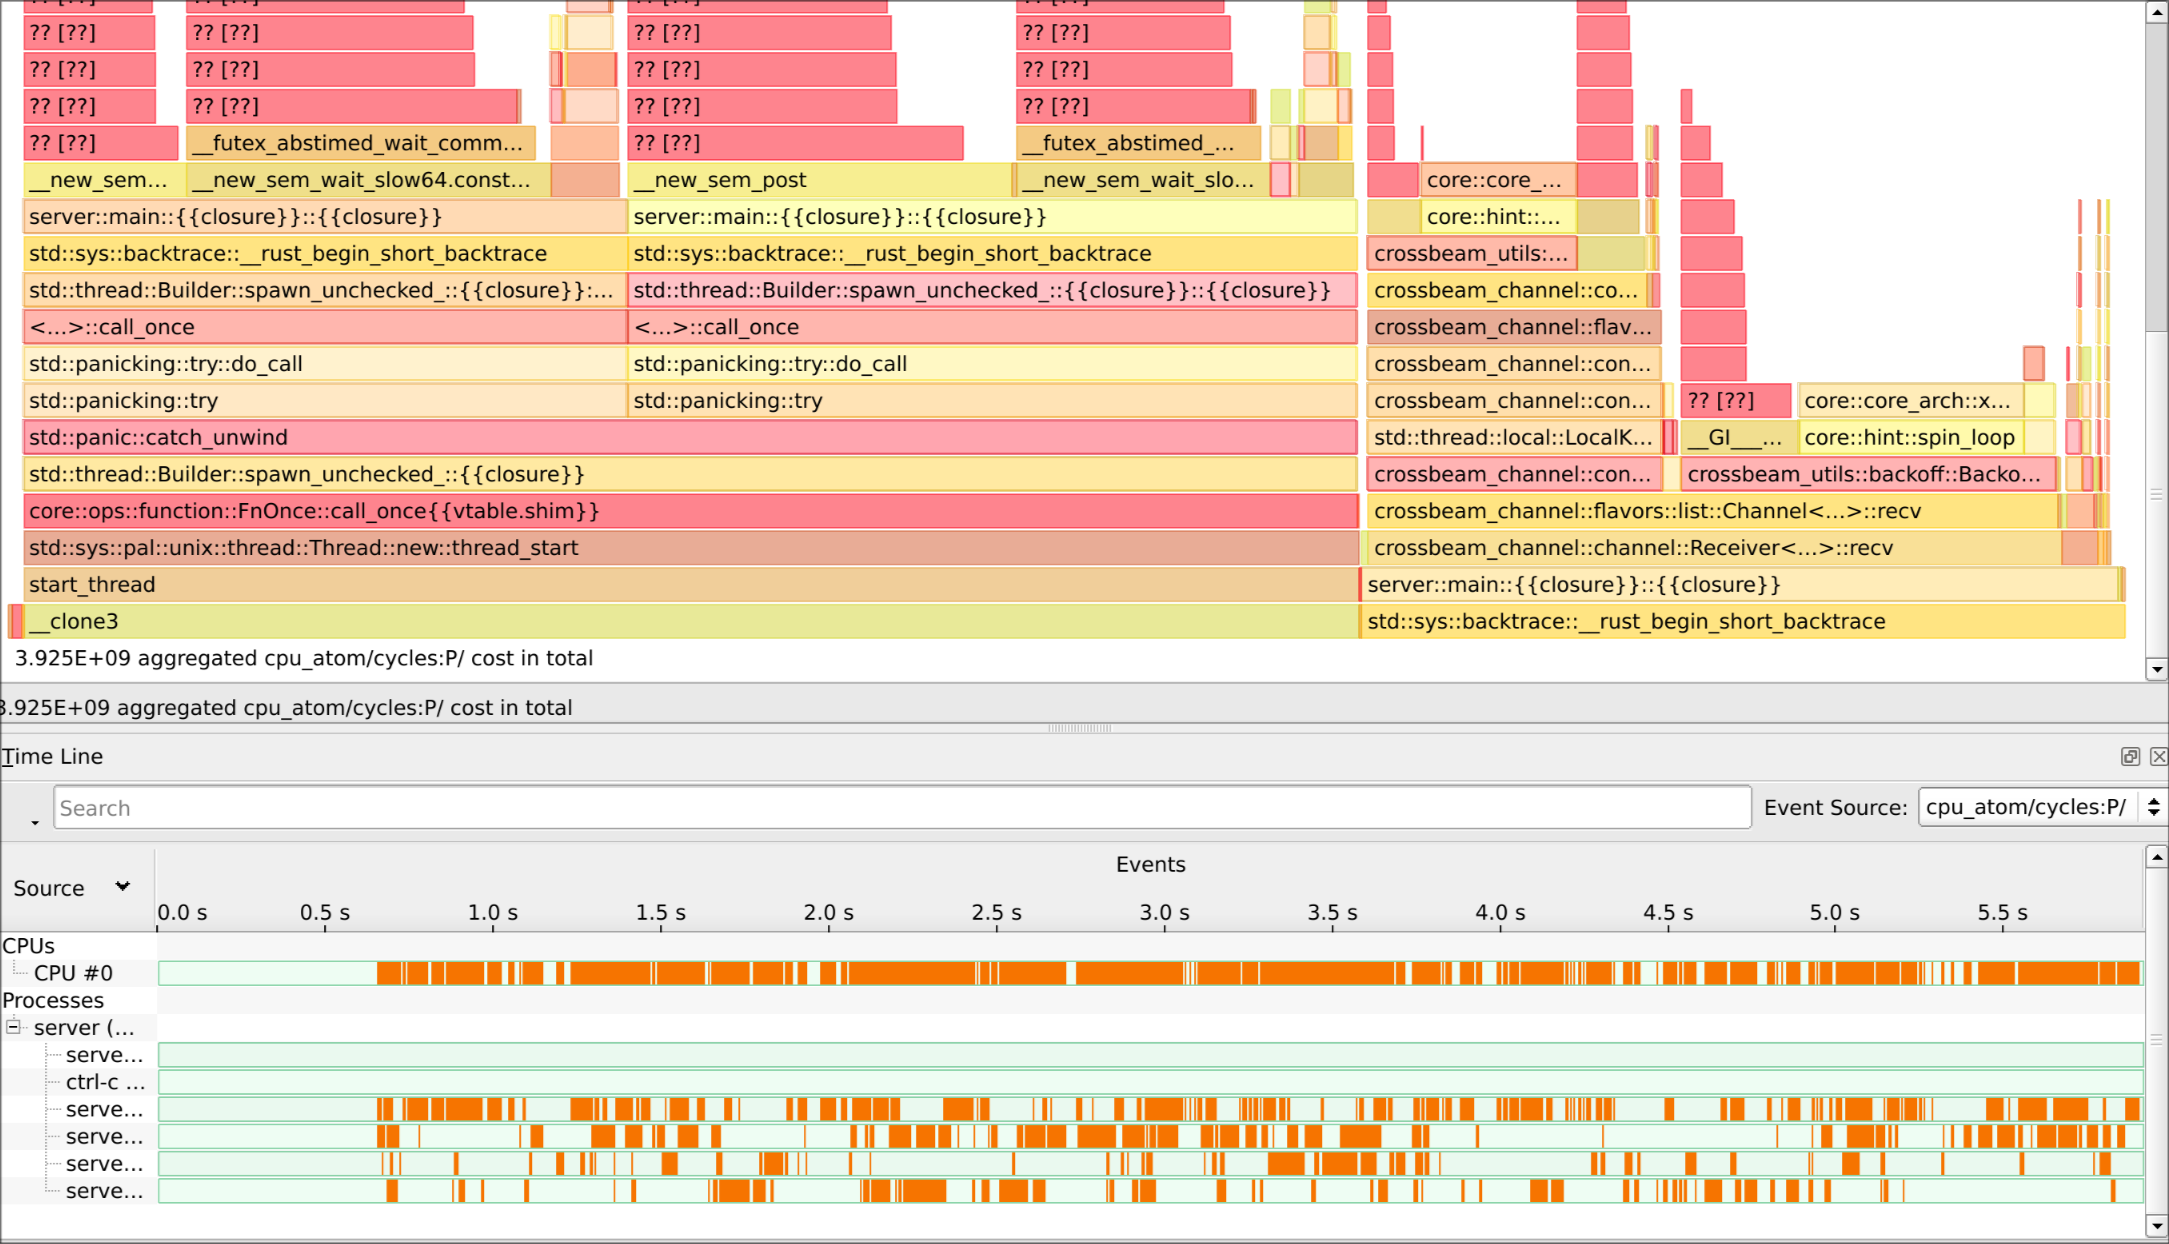 ?? [??] ?? [??] ?? [??] ?? [??]
?? [??] ?? [??] ?? [??] ?? [??]
?? [??] ?? [??] ?? [??] ?? [??]
?? [??] __futex_abstimed_wait_comm... ?? [??] __futex_abstimed_...
__new_sem... __new_sem_wait_slow64.const... __new_sem_post __new_sem_wait_slo... core::core_...
server::main::{{closure}}::{{closure}} server::main::{{closure}}::{{closure}} core::hint::...
std::sys::backtrace::__rust_begin_short_backtrace std::sys::backtrace::__rust_begin_short_backtrace crossbeam_utils:...
std::thread::Builder::spawn_unchecked_::{{closure}}:... std::thread::Builder::spawn_unchecked_::{{closure}}::{{closure}} crossbeam_channel::co...
<...>::call_once <...>::call_once crossbeam_channel::flav...
std::panicking::try::do_call std::panicking::try::do_call crossbeam_channel::con...
std::panicking::try std::panicking::try crossbeam_channel::con... ?? [??] core::core_arch::x...
std::panic::catch_unwind std::thread::local::LocalK... __GI___... core::hint::spin_loop
std::thread::Builder::spawn_unchecked_::{{closure}} crossbeam_channel::con... crossbeam_utils::backoff::Backo...
core::ops::function::FnOnce::call_once{{vtable.shim}} crossbeam_channel::flavors::list::Channel<...>::recv
std::sys::pal::unix::thread::Thread::new::thread_start crossbeam_channel::channel::Receiver<...>::recv
start_thread server::main::{{closure}}::{{closure}}
__clone3 std::sys::backtrace::__rust_begin_short_backtrace
3.925E+09 aggregated cpu_atom/cycles:P/ cost in total
3.925E+09 aggregated cpu_atom/cycles:P/ cost in total
Time Line
Search Event Source: cpu_atom/cycles:P/
Source Events
0.0 s 0.5 s 1.0 s 1.5 s 2.0 s 2.5 s 3.0 s 3.5 s 4.0 s 4.5 s 5.0 s 5.5 s
CPUs
CPU #0
Processes
server (...
serve...
ctrl-c ...
serve...
serve...
serve...
serve...